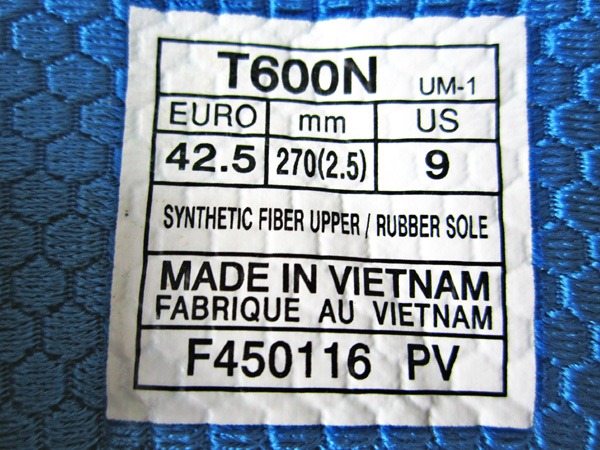 T600N UM-1
EURO mm US
42.5 270(2.5) 9
SYNTHETIC FIBER UPPER / RUBBER SOLE
MADE IN VIETNAM
FABRIQUE AU VIETNAM
F450116 PV